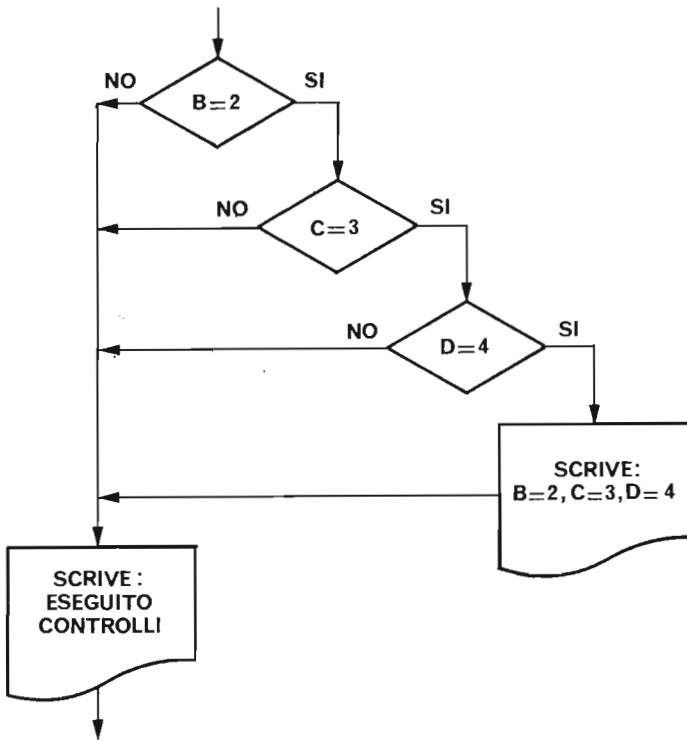 NO
SI
B=2
NO
SI
C=3
NO
SI
D=4
SCRIVE:
B=2, C=3, D=4
SCRIVE:
ESEGUITO
CONTROLLI